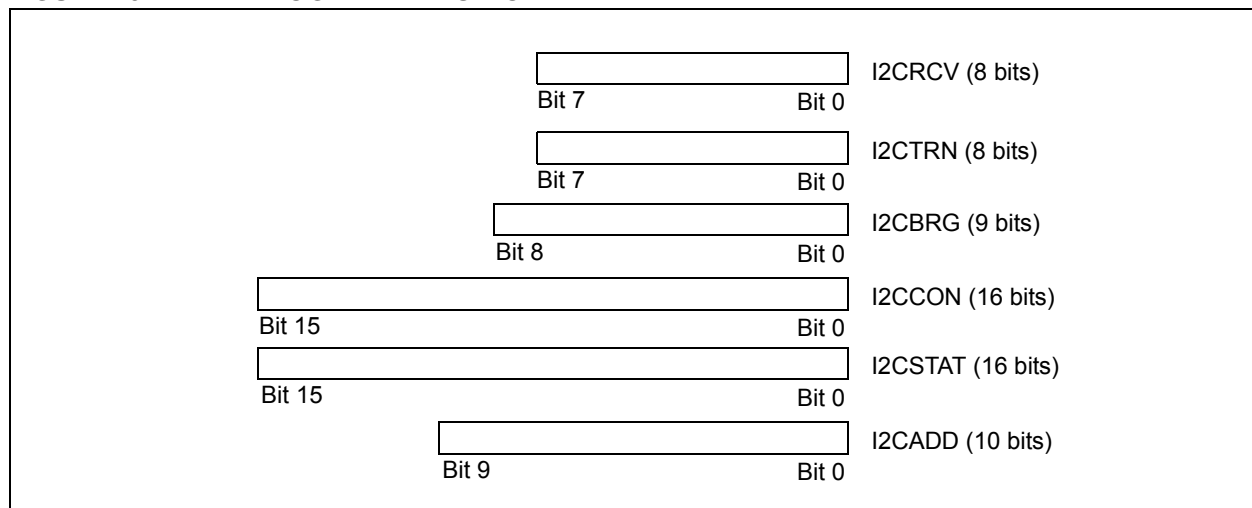 I2CRCV (8 bits)
Bit 7 Bit 0
I2CTRN (8 bits)
Bit 7 Bit 0
I2CBRG (9 bits)
Bit 8 Bit 0
I2CCON (16 bits)
Bit 15 Bit 0
I2CSTAT (16 bits)
Bit 15 Bit 0
I2CADD (10 bits)
Bit 9 Bit 0